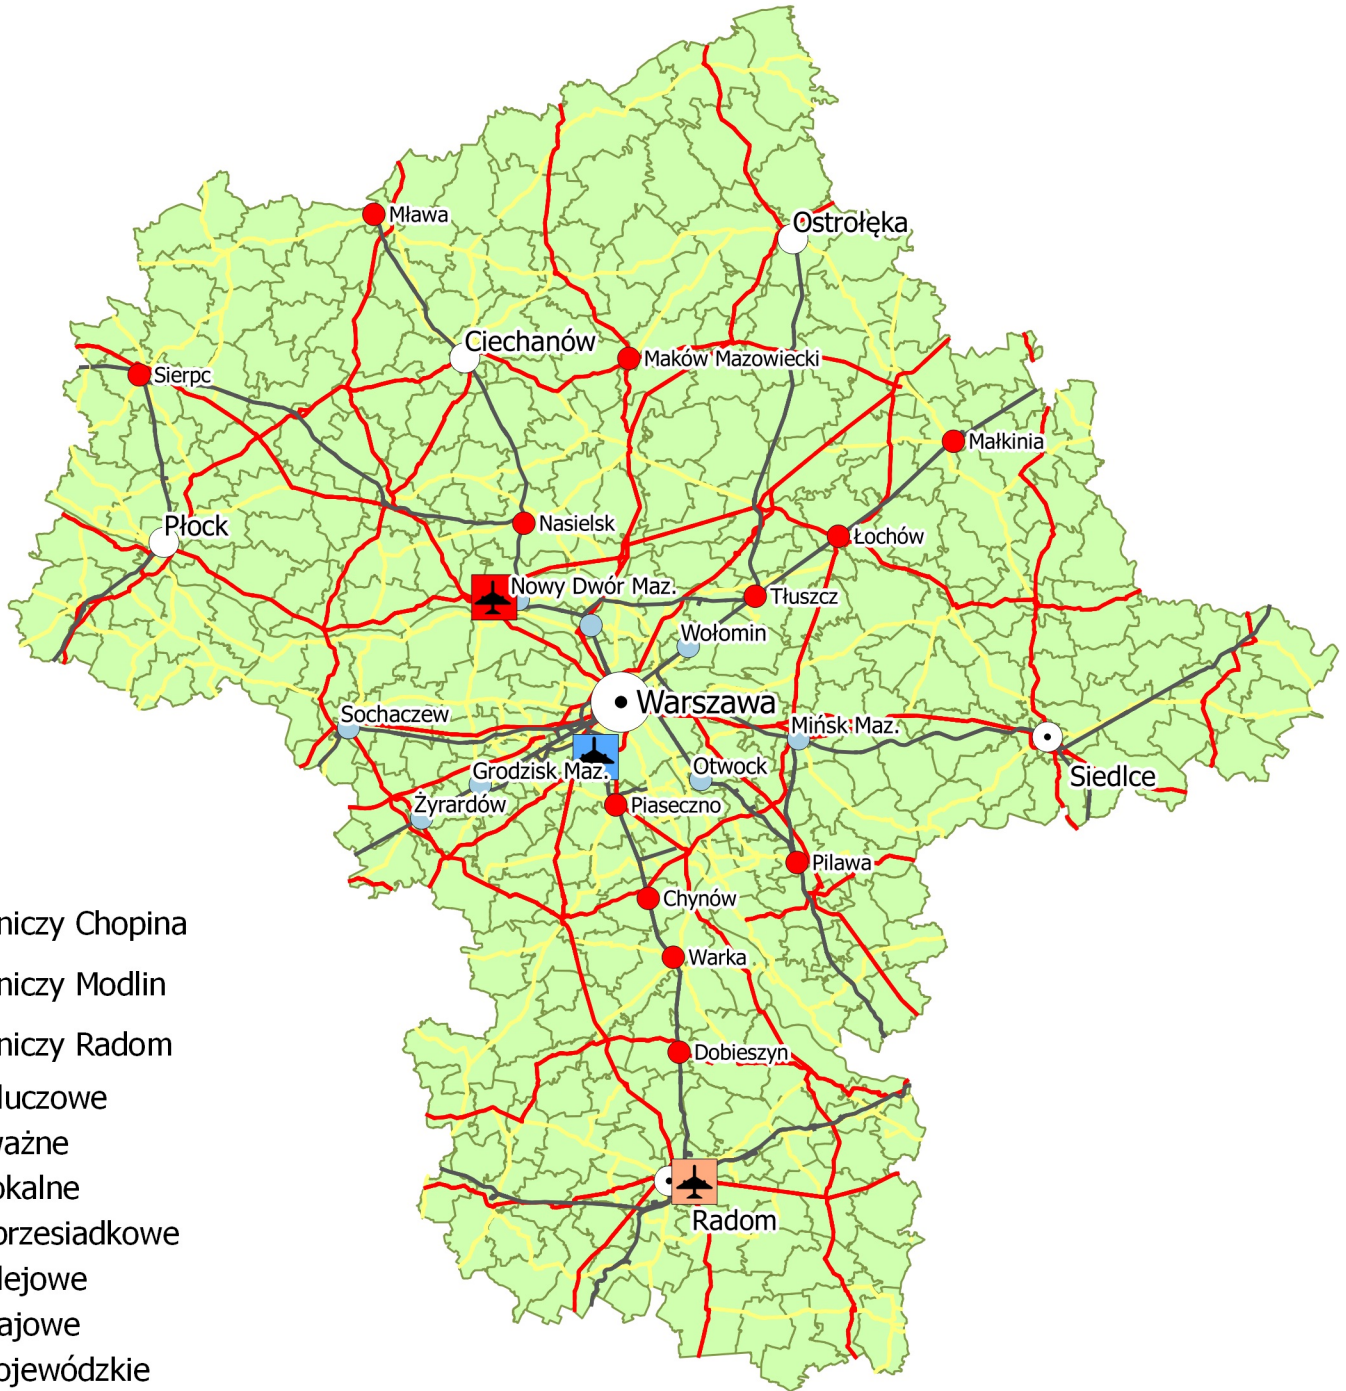 Ostrołęka
Mława
Ciechanów
Maków Mazowiecki
Sierpc
Małkinia
Płock
Nasielsk
Łochów
Nowy Dwór Maz.
Tłuszcz
Wołomin
Warszawa
Sochaczew
Mińsk Maz.
Otwock
Siedlce
Grodzisk Maz.
Żyrardów
Piaseczno
Pilawa
Chynów
niczy Chopina
Warka
niczy Modlin
niczy Radom
Dobieszyn
luczowe
ważne
okalne
przesiadkowe
Radom
lejowe
ajowe
ojewódzkie